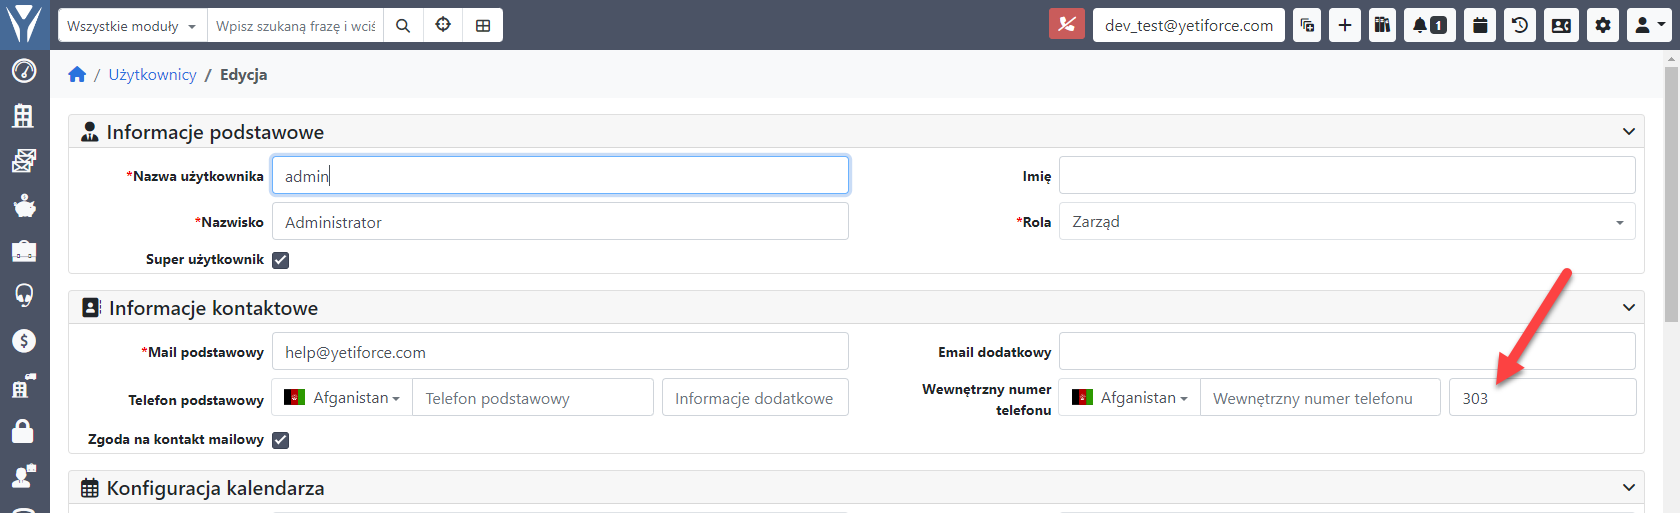 Wszystkie moduły Wpisz szukaną frazę i wciś dev_test@yetiforce.com 1
/ Użytkownicy / Edycja
Informacje podstawowe
*Nazwa użytkownika admin Imię
*Nazwisko Administrator *Rola Zarząd
Super użytkownik
Informacje kontaktowe
*Mail podstawowy help@yetiforce.com Email dodatkowy
Telefon podstawowy Afganistan Telefon podstawowy Informacje dodatkowe Wewnętrzny numer telefonu Afganistan Wewnętrzny numer telefonu 303
Zgoda na kontakt mailowy
Konfiguracja kalendarza